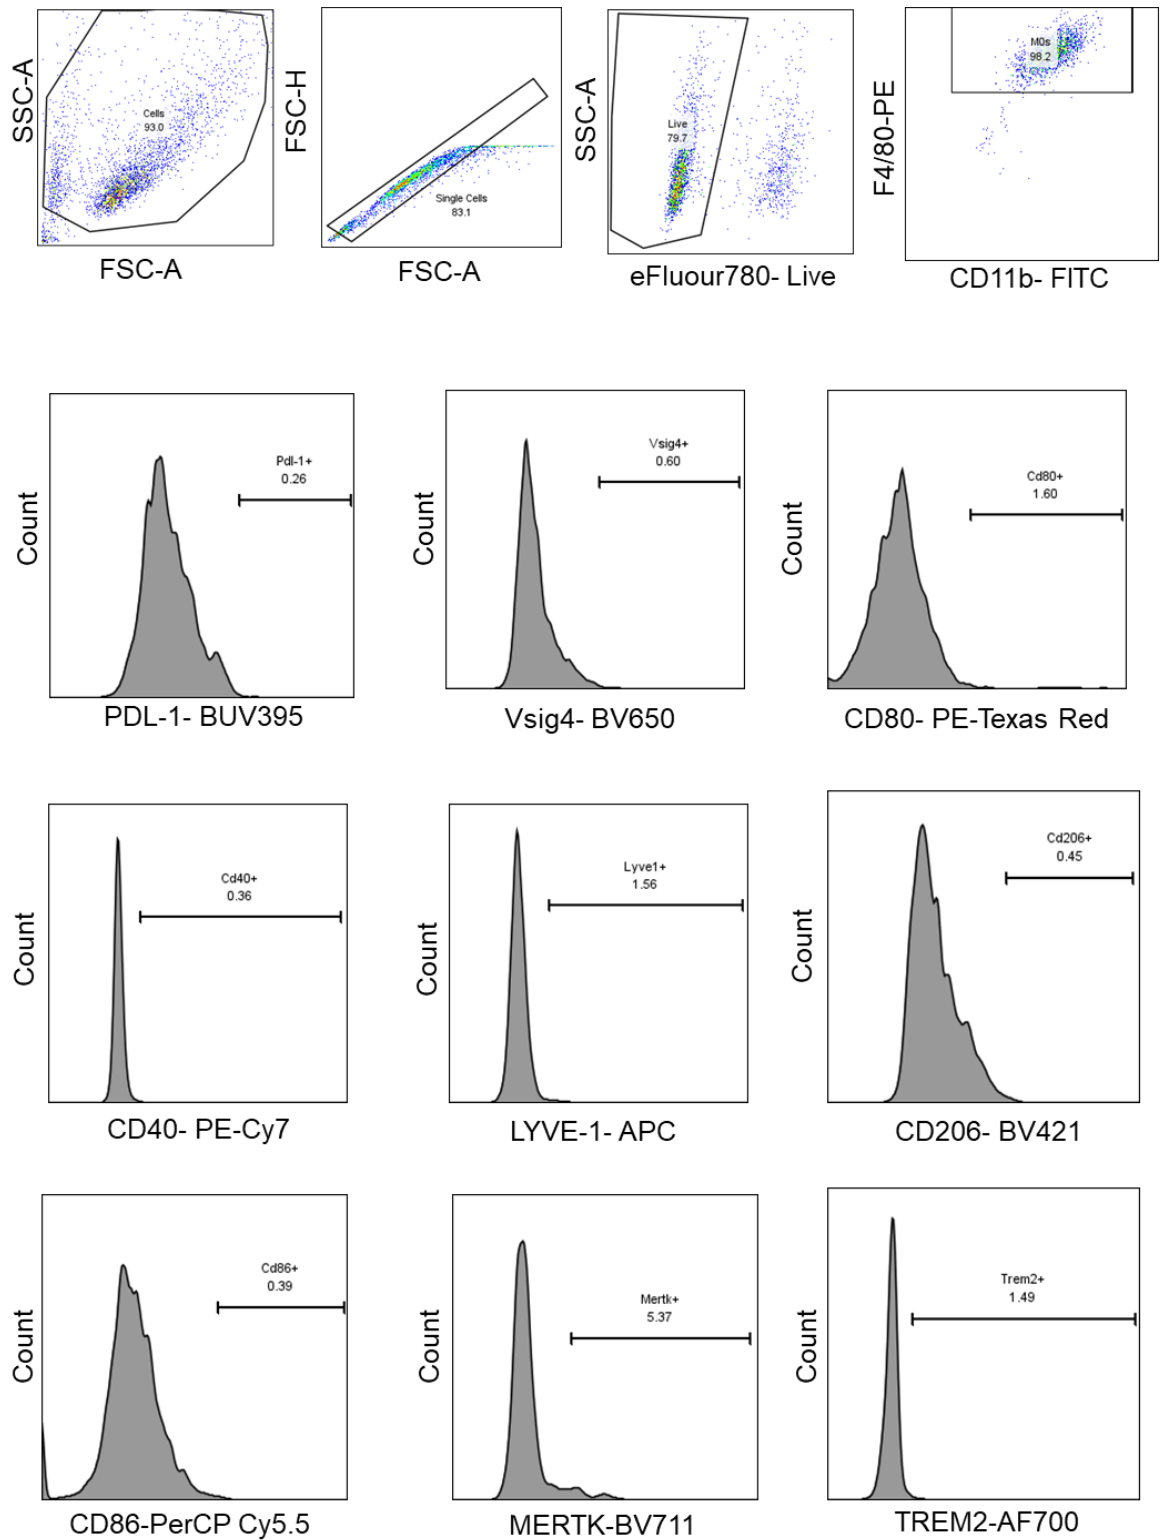 SSC-A
Cells
93.0
FSC-A
FSC-H
Single Cells
83.1
FSC-A
SSC-A
Live
79.7
eFluour780- Live
F4/80-PE
M0s
98.2
CD11b- FITC
Count
Pdl-1+
0.26
PDL-1- BUV395
Count
Vsig4+
0.60
Vsig4- BV650
Count
Cd80+
1.60
CD80- PE-Texas Red
Count
Cd40+
0.36
CD40- PE-Cy7
Count
Lyve1+
1.56
LYVE-1- APC
Count
Cd206+
0.45
CD206- BV421
Count
Cd86+
0.39
CD86-PerCP Cy5.5
Count
Mertk+
5.37
MERTK-BV711
Count
Trem2+
1.49
TREM2-AF700